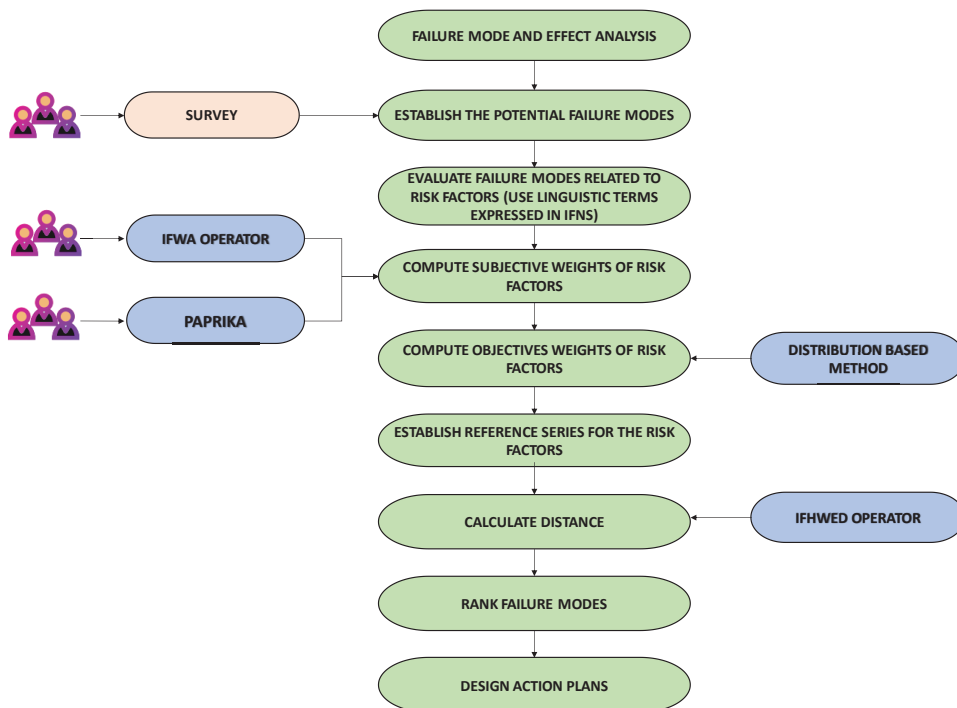 FAILURE MODE AND EFFECT ANALYSIS
SURVEY
ESTABLISH THE POTENTIAL FAILURE MODES
EVALUATE FAILURE MODES RELATED TO
RISK FACTORS (USE LINGUISTIC TERMS
EXPRESSED IN IFNS)
IFWA OPERATOR
COMPUTE SUBJECTIVE WEIGHTS OF RISK
FACTORS
PAPRIKA
COMPUTE OBJECTIVES WEIGHTS OF RISK
FACTORS
DISTRIBUTION BASED
METHOD
ESTABLISH REFERENCE SERIES FOR THE RISK
FACTORS
CALCULATE DISTANCE
IFHWED OPERATOR
RANK FAILURE MODES
DESIGN ACTION PLANS